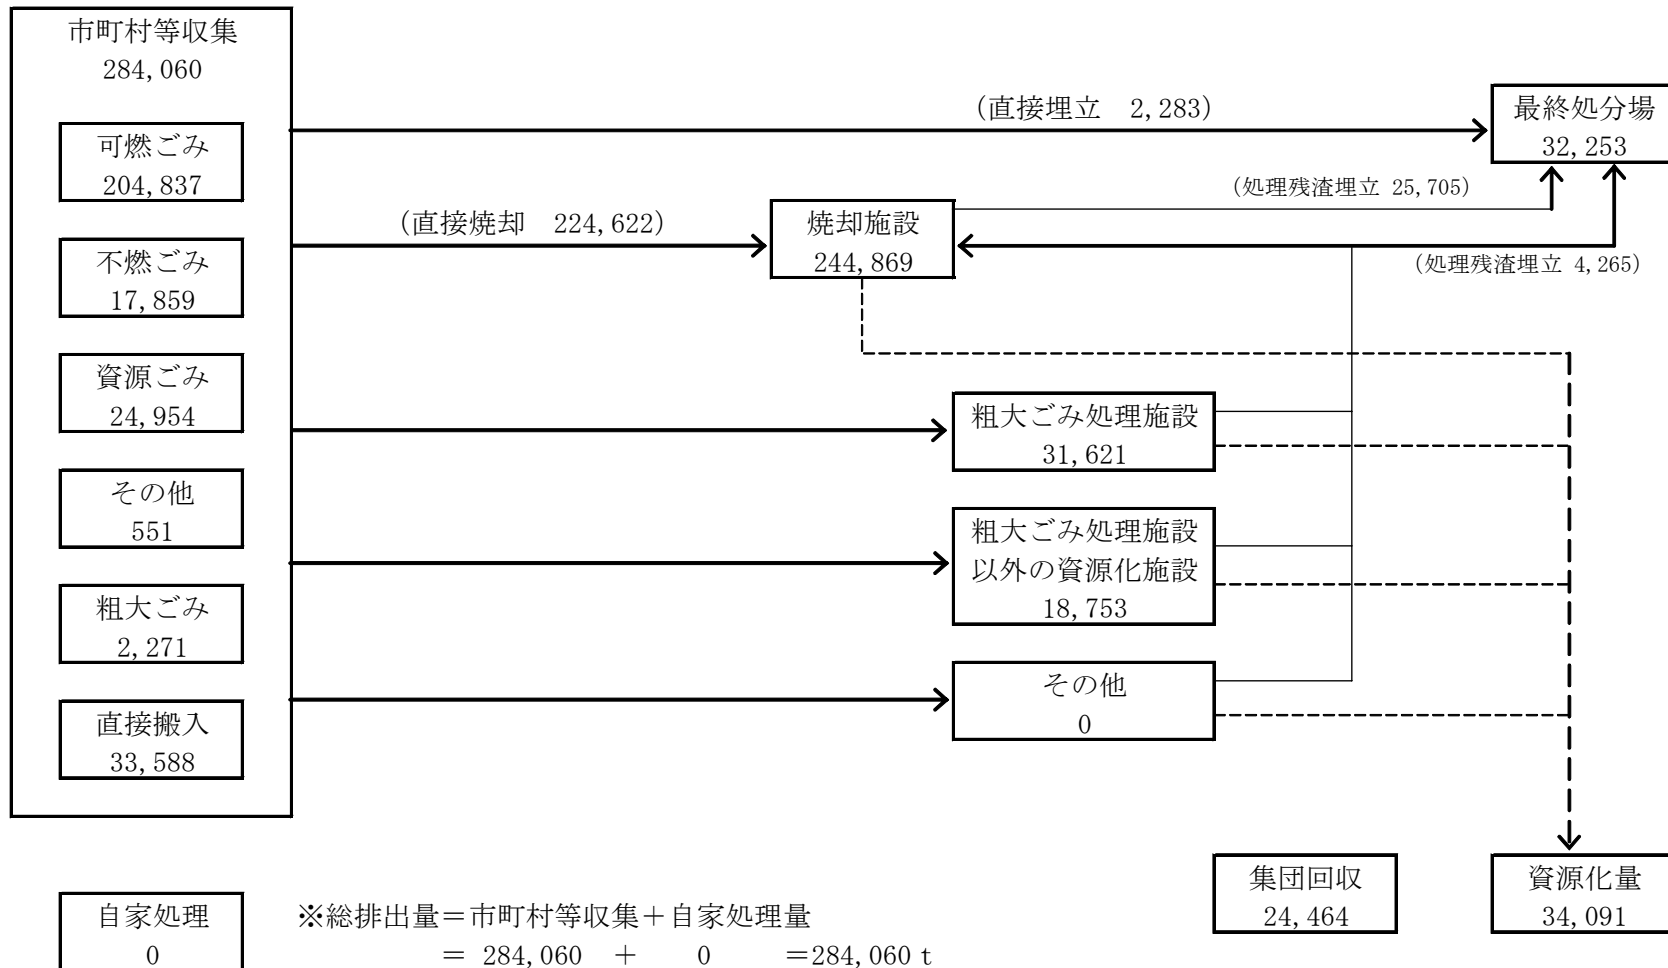 市町村等収集
284,060
可燃ごみ
204,837
不燃ごみ
17,859
資源ごみ
24,954
その他
551
粗大ごみ
2,271
直接搬入
33,588
(直接埋立　2,283)
最終処分場
32,253
(処理残渣埋立 25,705)
(直接焼却　224,622)
焼却施設
244,869
(処理残渣埋立 4,265)
粗大ごみ処理施設
31,621
粗大ごみ処理施設
以外の資源化施設
18,753
その他
0
集団回収
24,464
資源化量
34,091
自家処理
0
※総排出量＝市町村等収集＋自家処理量
＝ 284,060 ＋ 0 ＝284,060 t